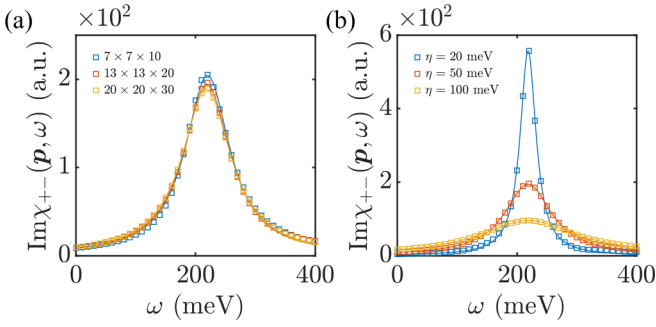 (a)
×10²
Imχ₊₋(p, ω) (a.u.)
2
1
0
7 × 7 × 10
13 × 13 × 20
20 × 20 × 30
0 200 400
ω (meV)
(b)
×10²
Imχ₊₋(p, ω) (a.u.)
6
4
2
0
η = 20 meV
η = 50 meV
η = 100 meV
0 200 400
ω (meV)